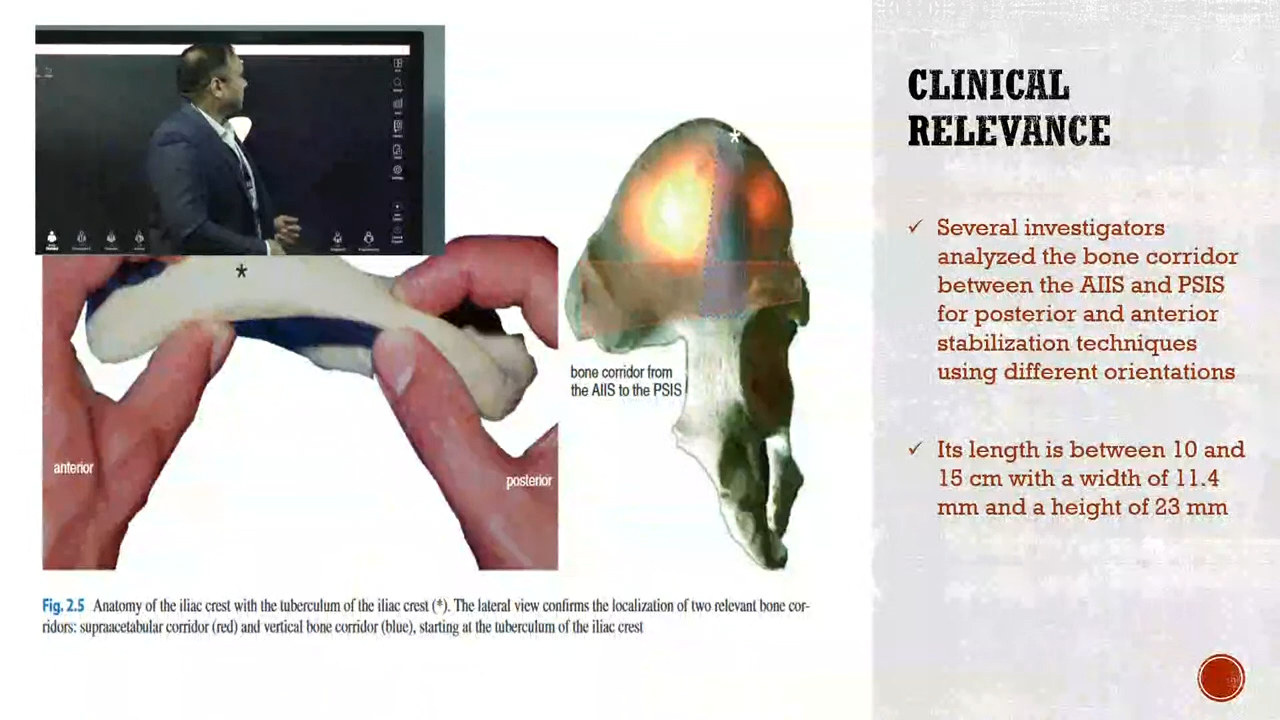 CLINICAL
RELEVANCE
✓ Several investigators
analyzed the bone corridor
between the AIIS and PSIS
for posterior and anterior
stabilization techniques
using different orientations
✓ Its length is between 10 and
15 cm with a width of 11.4
mm and a height of 23 mm
*
*
bone corridor from
the AIIS to the PSIS
anterior
posterior
Fig. 2.5 Anatomy of the iliac crest with the tuberculum of the iliac crest (*). The lateral view confirms the localization of two relevant bone cor-
ridors: supraacetabular corridor (red) and vertical bone corridor (blue), starting at the tuberculum of the iliac crest